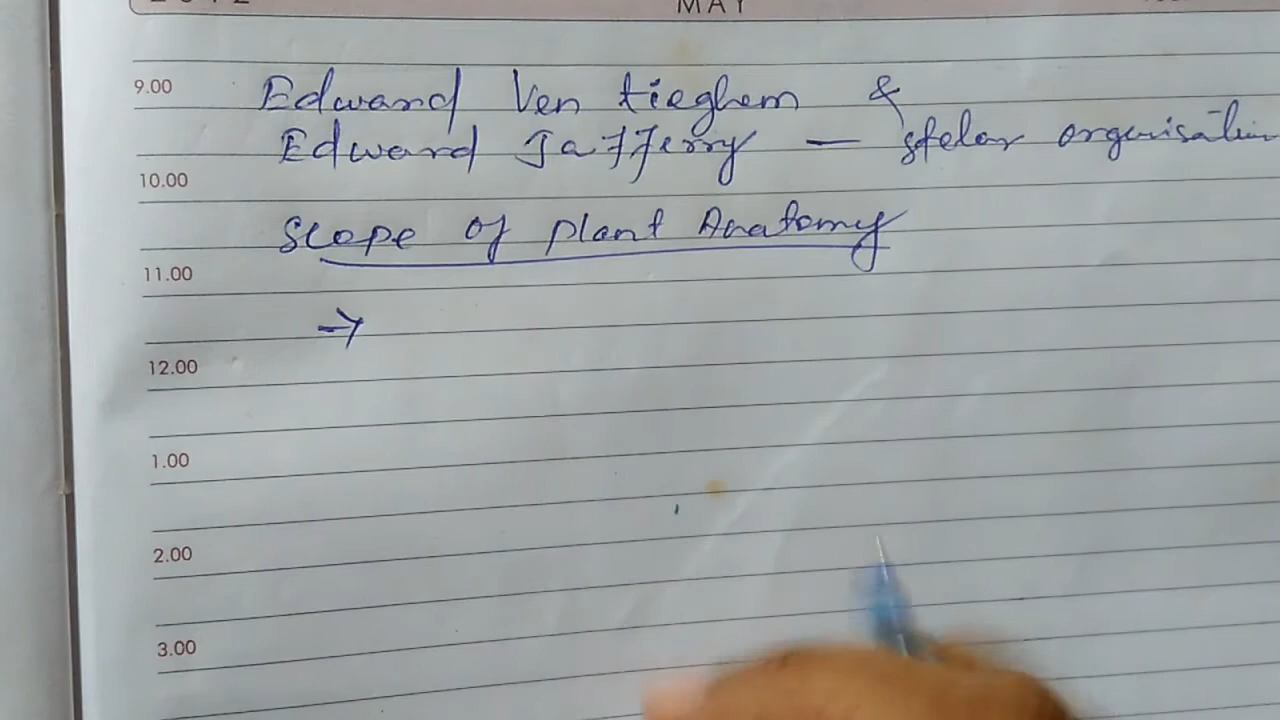 MAY
9.00
Edward Ven tieghem &
Edward Jafferry — stelar organisation
10.00
Scope of plant Anatomy
11.00
→
12.00
1.00
2.00
3.00